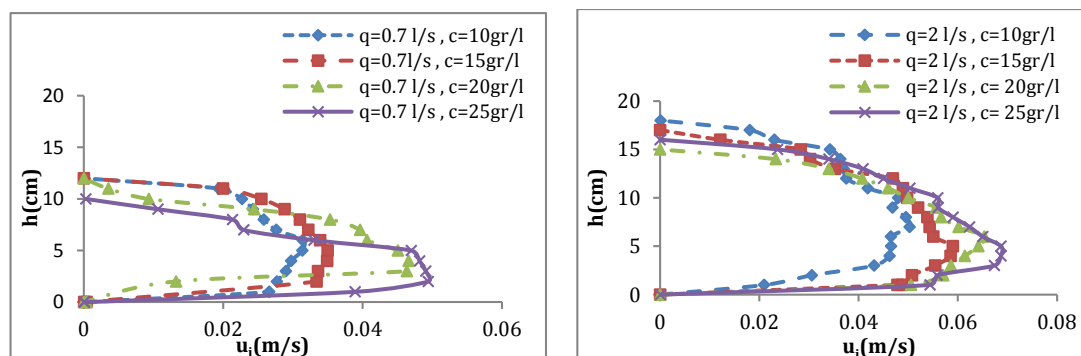 q=0.7 l/s , c=10gr/l
q=0.7l/s , c=15gr/l
q=0.7 l/s , c=20gr/l
q=0.7 l/s , c=25gr/l
20
15
10
5
0
h(cm)
0
0.02
0.04
0.06
u_i(m/s)
q=2 l/s , c=10gr/l
q=2 l/s , c=15gr/l
q=2 l/s , c= 20gr/l
q=2 l/s , c= 25gr/l
20
15
10
5
0
h(cm)
0
0.02
0.04
0.06
0.08
u_i(m/s)